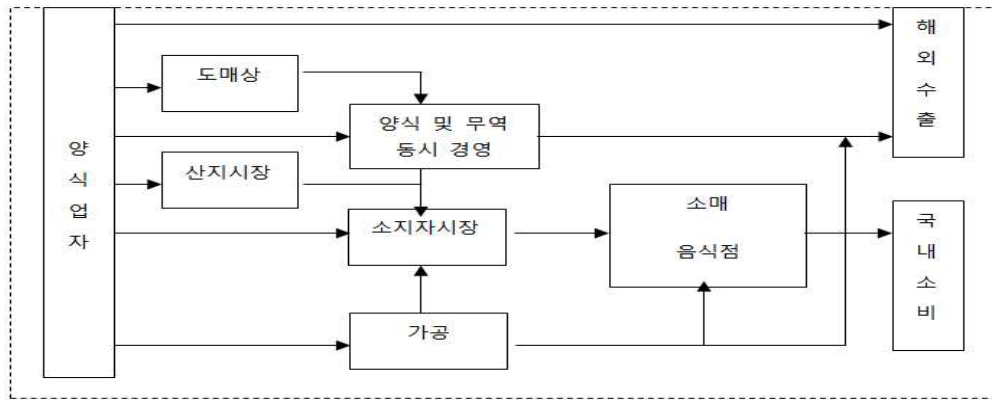 양식업자
도매상
양식 및 무역
동시 경영
산지시장
소지자시장
가공
소매
음식점
해외수출
국내소비